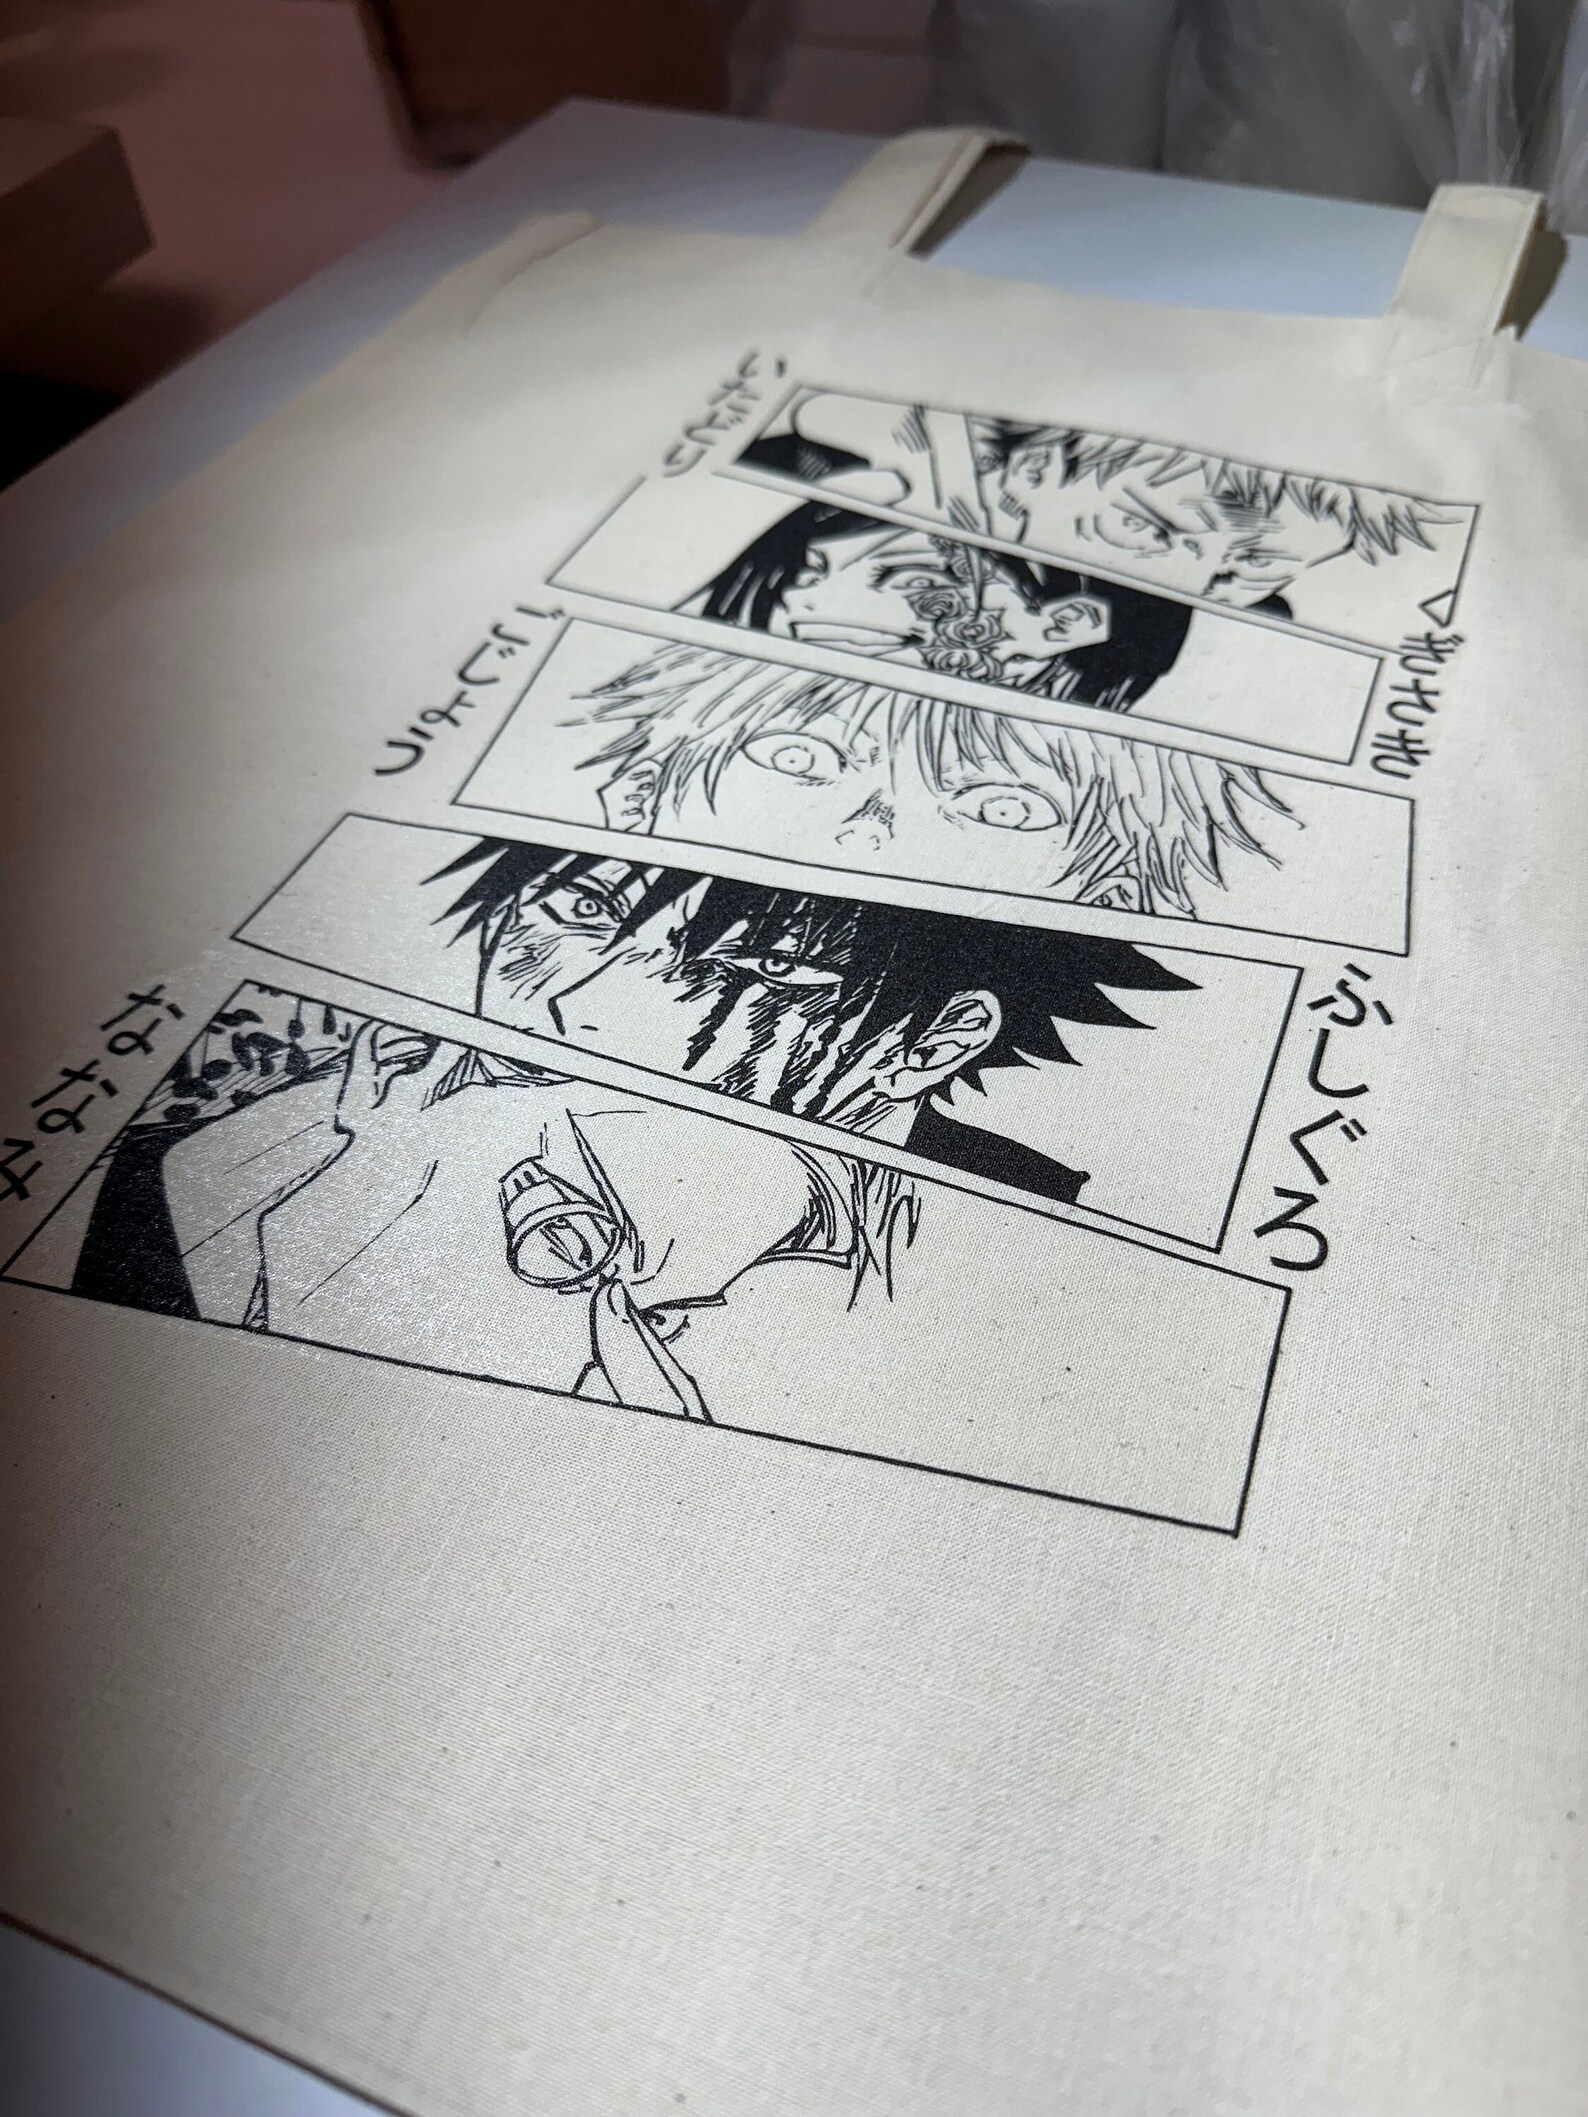 いたどり
くぎさき
ごじょう
ふしぐろ
ななみ